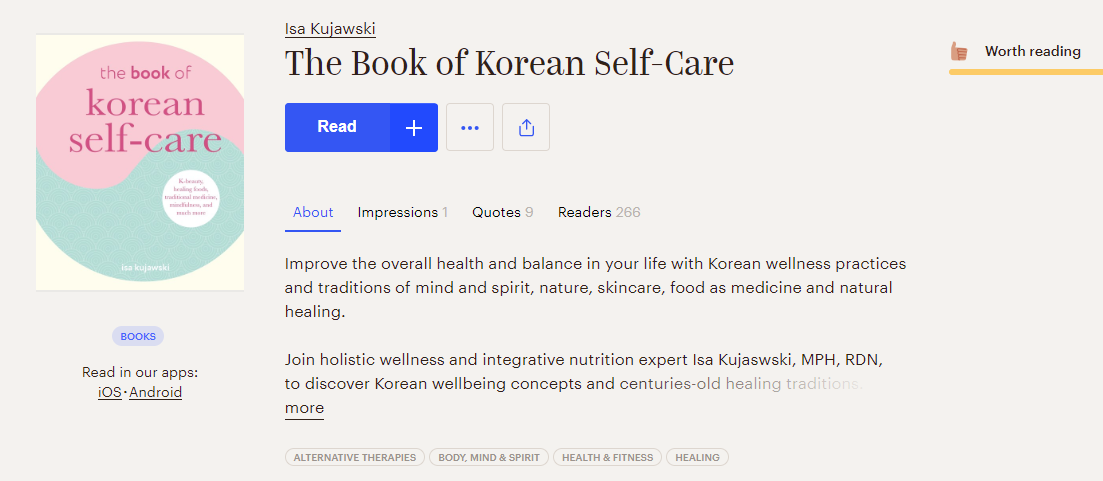 the book of
korean
self-care
K-beauty,
healing foods,
traditional medicine,
mindfulness, and
much more
isa kujawski
BOOKS
Read in our apps:
iOS·Android
Isa Kujawski
The Book of Korean Self-Care
Read +
Worth reading
About Impressions 1 Quotes 9 Readers 266
Improve the overall health and balance in your life with Korean wellness practices
and traditions of mind and spirit, nature, skincare, food as medicine and natural
healing.
Join holistic wellness and integrative nutrition expert Isa Kujaswski, MPH, RDN,
to discover Korean wellbeing concepts and centuries-old healing traditions.
more
ALTERNATIVE THERAPIES BODY, MIND & SPIRIT HEALTH & FITNESS HEALING